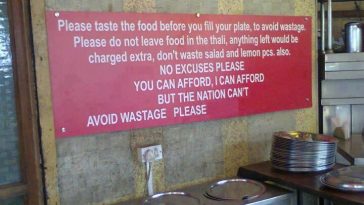 Please taste the food before you fill your plate, to avoid wastage.
Please do not leave food in the thali, anything left would be
charged extra, don't waste salad and lemon pcs. also.
NO EXCUSES PLEASE
YOU CAN AFFORD, I CAN AFFORD
BUT THE NATION CAN'T
AVOID WASTAGE PLEASE